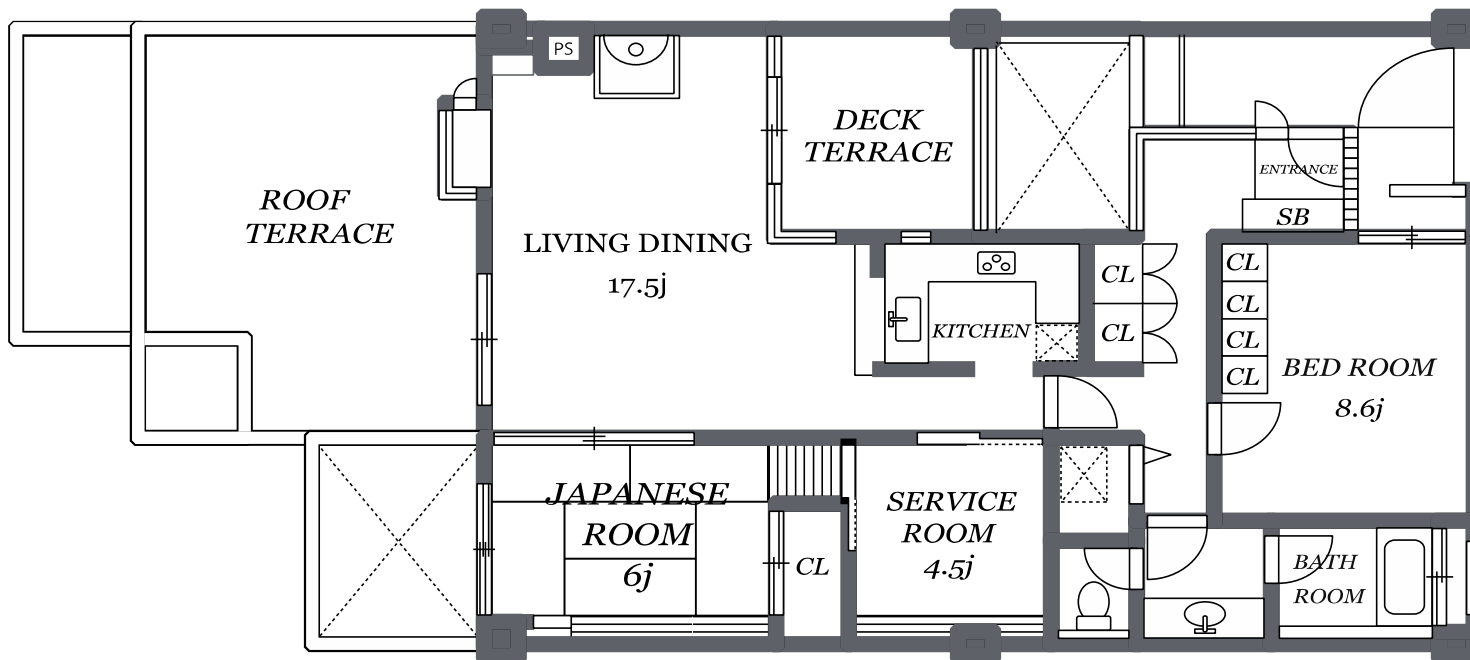 PS
DECK
TERRACE
ENTRANCE
SB
ROOF
TERRACE
LIVING DINING
17.5j
CL
CL
KITCHEN
CL
CL
CL
CL
BED ROOM
8.6j
JAPANESE
ROOM
6j
CL
SERVICE
ROOM
4.5j
BATH
ROOM